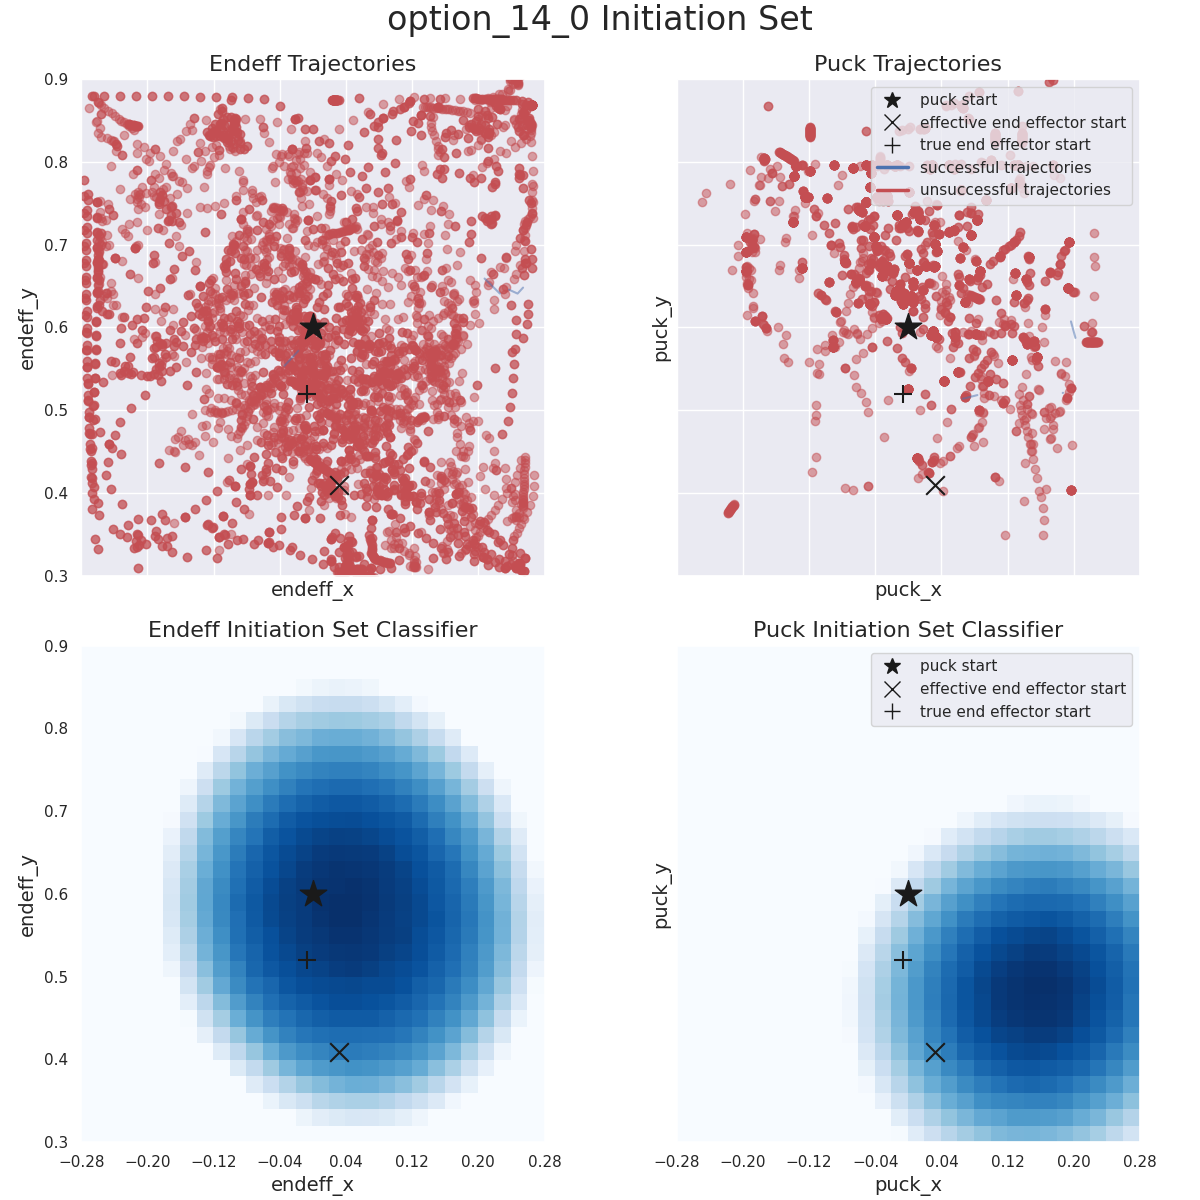 option_14_0 Initiation Set
Endeff Trajectories
0.9
0.8
0.7
0.6
0.5
0.4
0.3
endeff_y
endeff_x
Puck Trajectories
puck start
effective end effector start
true end effector start
successful trajectories
unsuccessful trajectories
puck_y
puck_x
Endeff Initiation Set Classifier
0.9
0.8
0.7
0.6
0.5
0.4
0.3
endeff_y
−0.28 −0.20 −0.12 −0.04 0.04 0.12 0.20 0.28
endeff_x
Puck Initiation Set Classifier
puck start
effective end effector start
true end effector start
puck_y
−0.28 −0.20 −0.12 −0.04 0.04 0.12 0.20 0.28
puck_x